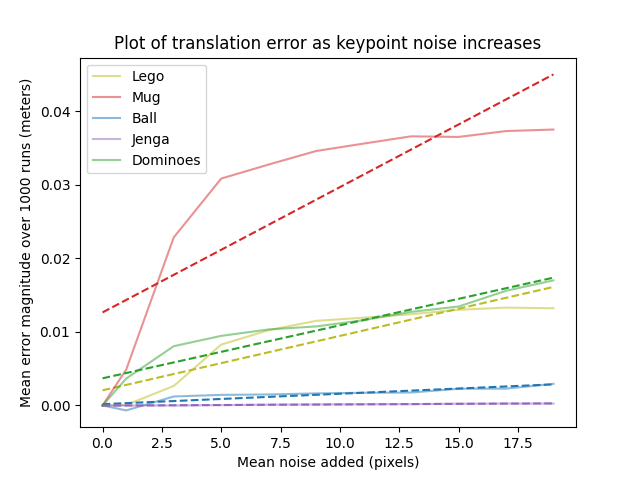 Plot of translation error as keypoint noise increases
Lego
Mug
Ball
Jenga
Dominoes
Mean error magnitude over 1000 runs (meters)
0.04
0.03
0.02
0.01
0.00
0.0 2.5 5.0 7.5 10.0 12.5 15.0 17.5
Mean noise added (pixels)